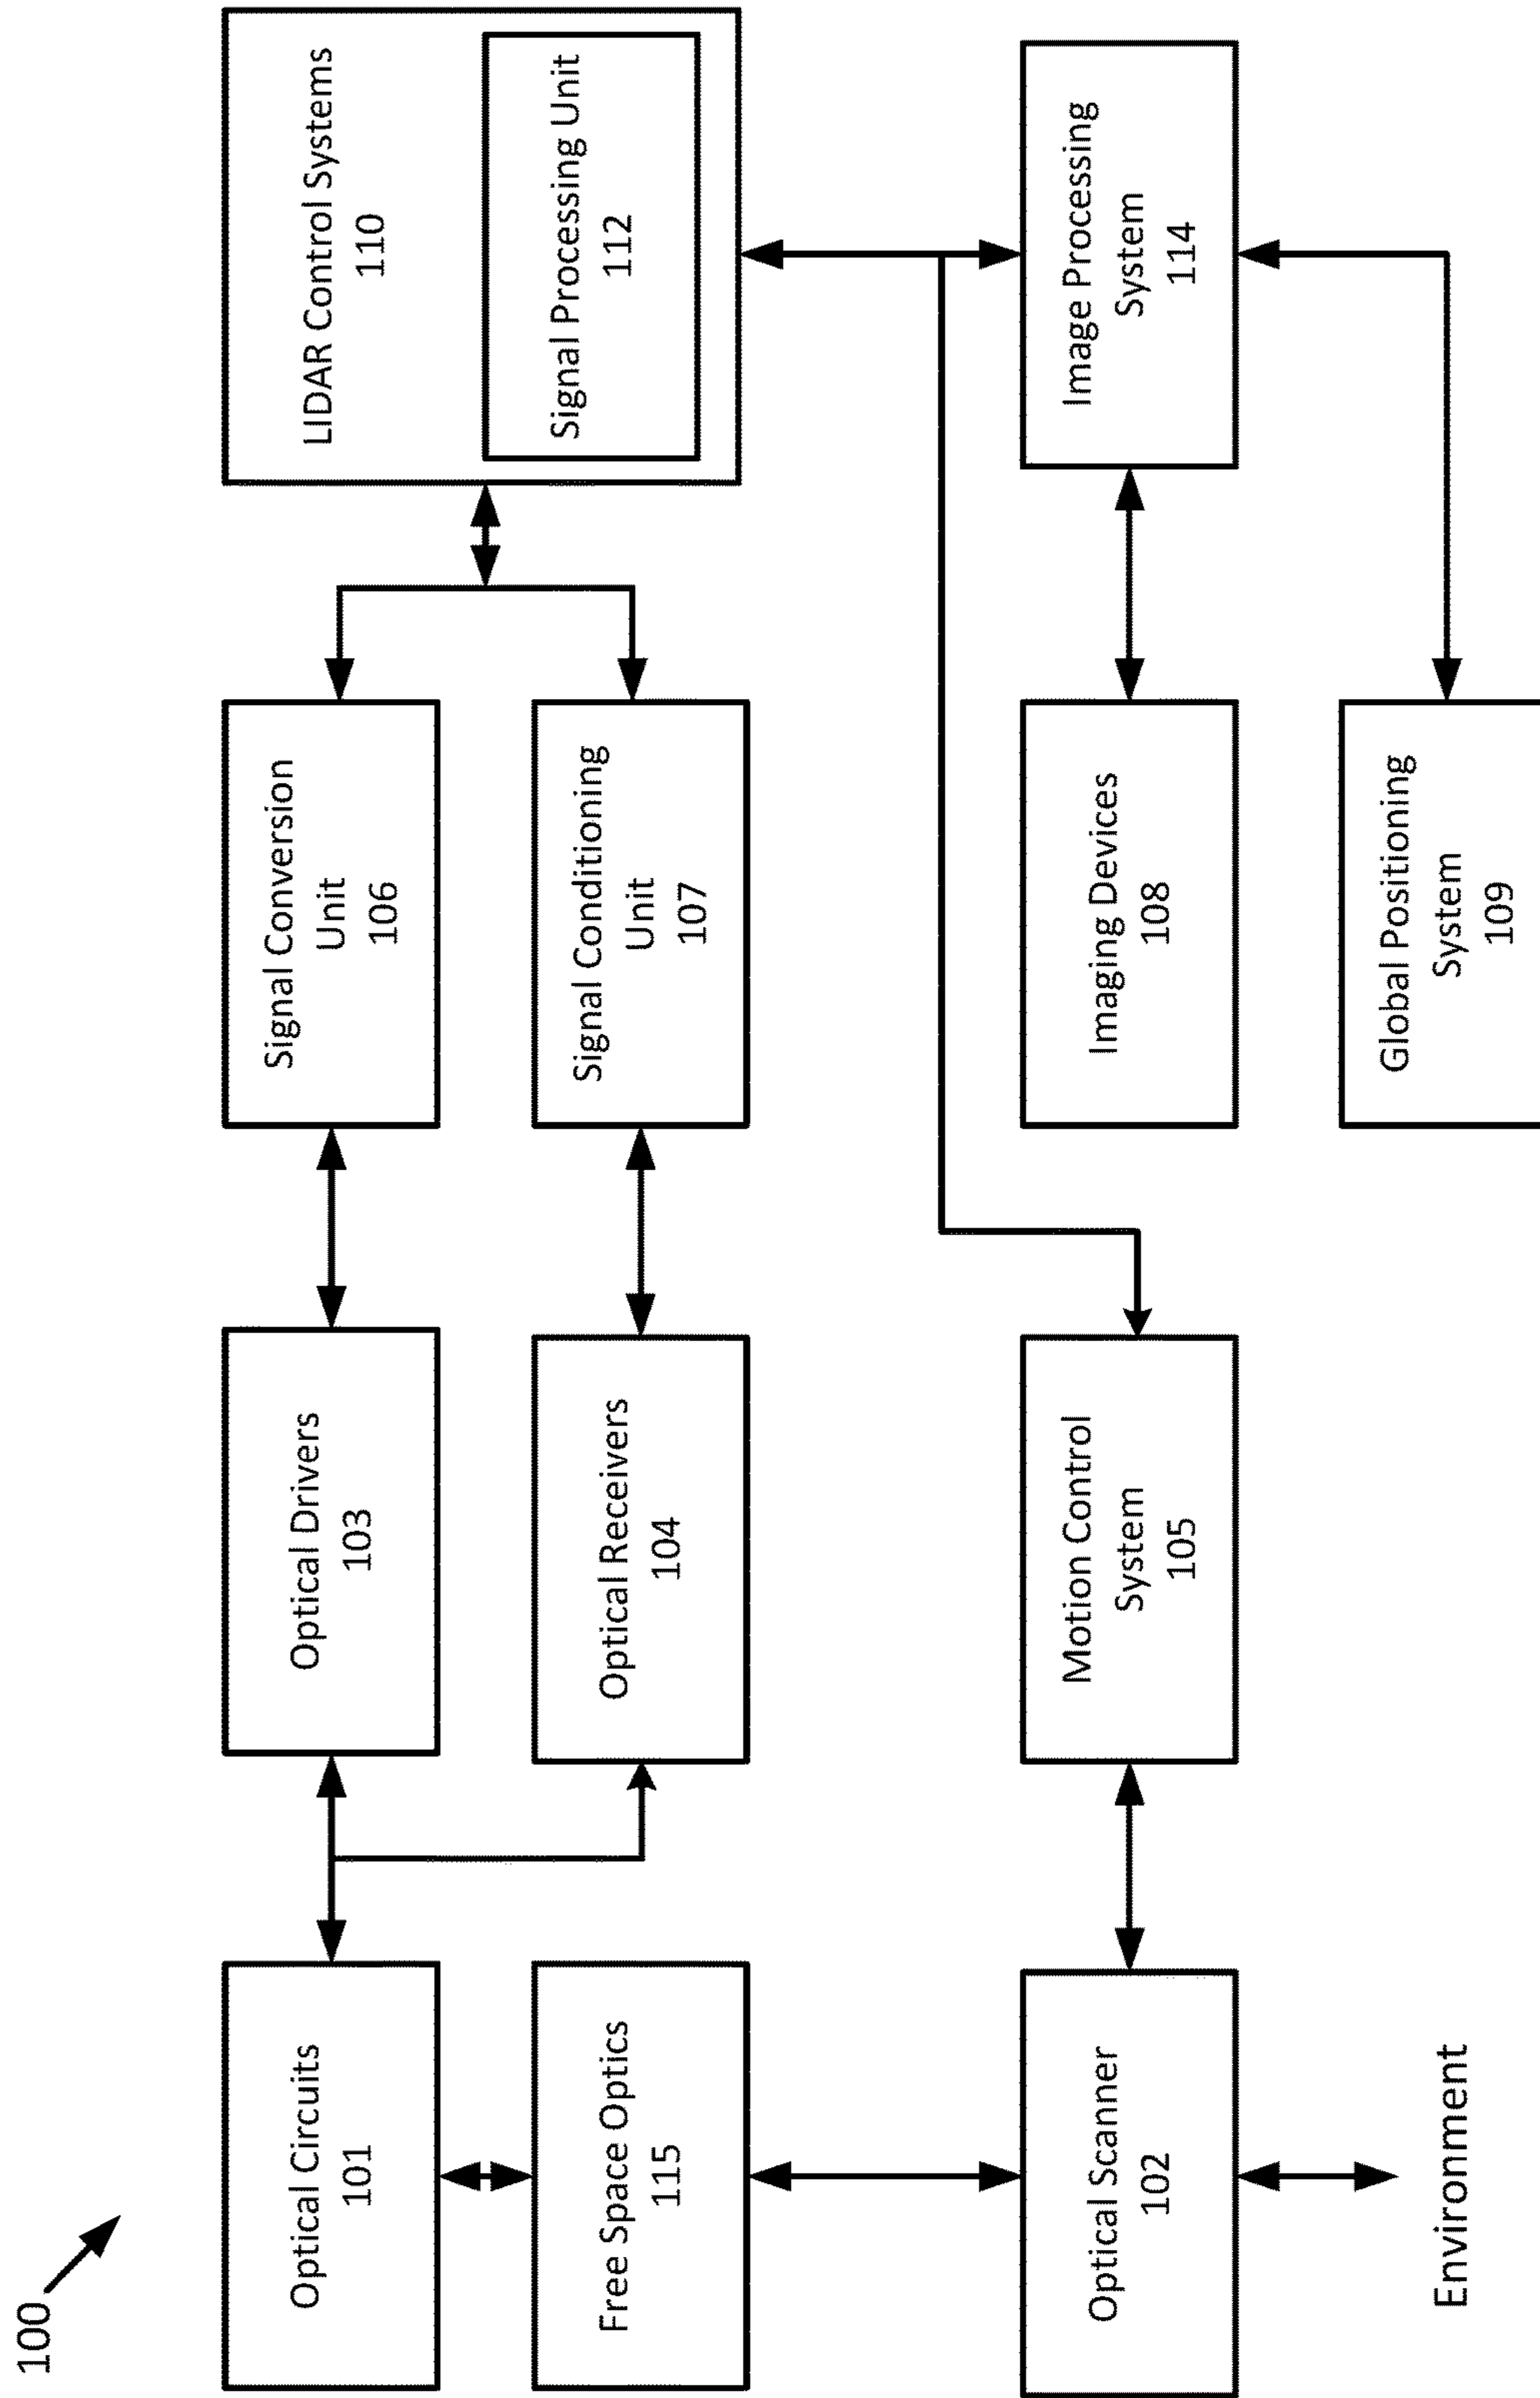 100
Optical Circuits
101
Optical Drivers
103
Signal Conversion
Unit
106
LIDAR Control Systems
110
Signal Processing Unit
112
Free Space Optics
115
Optical Receivers
104
Signal Conditioning
Unit
107
Optical Scanner
102
Motion Control
System
105
Imaging Devices
108
Image Processing
System
114
Environment
Global Positioning
System
109